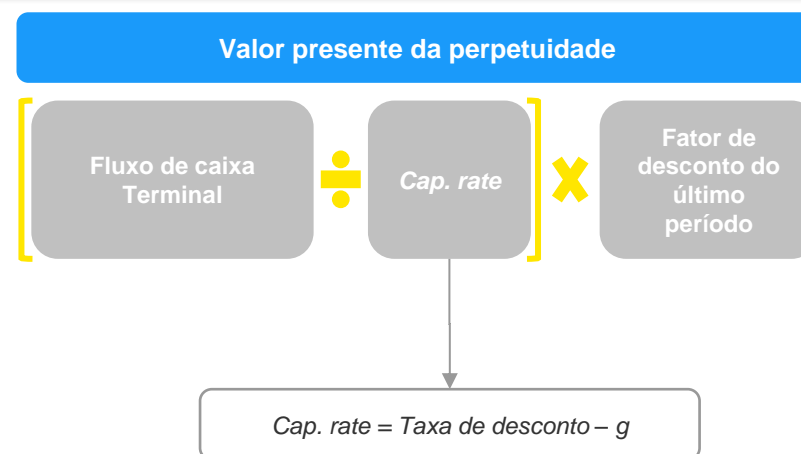 Valor presente da perpetuidade
Fluxo de caixa
Terminal
Cap. rate
Fator de
desconto do
último
período
Cap. rate = Taxa de desconto – g